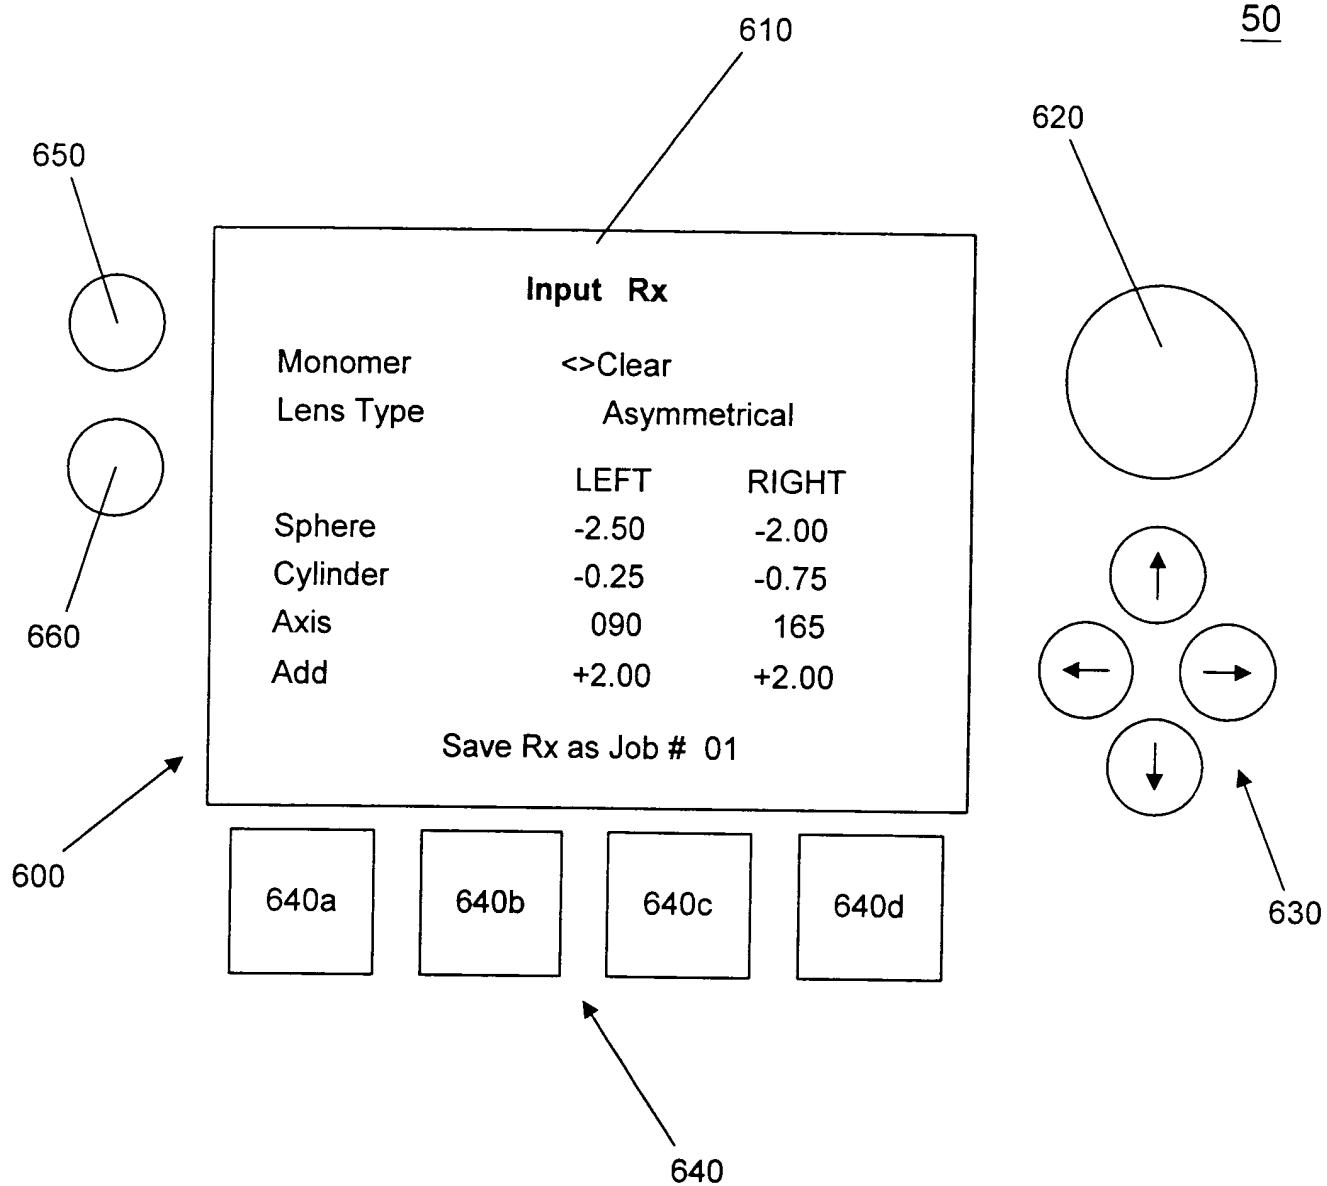 50
610
620
650
Input Rx
Monomer <>Clear
Lens Type Asymmetrical
LEFT RIGHT
Sphere -2.50 -2.00
Cylinder -0.25 -0.75
Axis 090 165
Add +2.00 +2.00
Save Rx as Job # 01
660
600
640a 640b 640c 640d
630
640